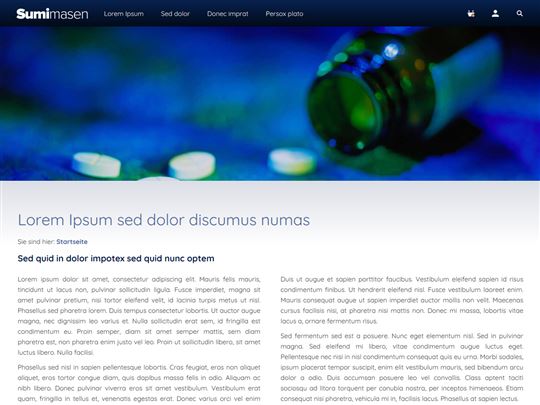 Sumimasen Lorem Ipsum Sed dolor Donec imprat Persox plato
Lorem Ipsum sed dolor discumus numas
Sie sind hier: Startseite
Sed quid in dolor impotex sed quid nunc optem
Lorem ipsum dolor sit amet, consectetur adipiscing elit. Mauris felis mauris,
tincidunt ut lacus non, pulvinar sollicitudin ligula. Fusce imperdiet, magna sit
amet pulvinar pretium, nisi tortor eleifend velit, id lacinia turpis metus ut nisl.
Phasellus sed pharetra lorem. Duis tempus consectetur lobortis. Ut auctor augue
magna, nec dignissim leo varius et. Nulla sollicitudin erat sem, id fringilla est
condimentum eu. Proin semper, diam sit amet semper mattis, sem diam
pharetra est, non pharetra enim justo vel leo. Proin ut sollicitudin libero, sit amet
luctus libero. Nulla facilisi.
Phasellus sed nisl in sapien pellentesque lobortis. Cras feugiat, eros non aliquet
aliquet, eros tortor congue diam, quis dapibus massa felis in odio. Aliquam ac
nibh libero. Donec pulvinar viverra eros sit amet vestibulum. Vestibulum erat
quam, fringilla in tellus et, venenatis egestas dolor. Vivamus orci velit enim
Duis ut augue et sapien porttitor faucibus. Vestibulum eleifend sapien id risus
condimentum finibus. Ut hendrerit eleifend nisl. Fusce vestibulum laoreet enim.
Mauris consequat augue ut sapien imperdiet auctor mollis non velit. Maecenas
cursus facilisis nisl, at pharetra nisl mattis non. Donec mi massa, lobortis vitae
lacus a, ornare fermentum risus.
Sed fermentum sed est a posuere. Nunc eget elementum nisl. Sed in pulvinar
magna. Sed eleifend mi libero, vitae condimentum augue luctus eget.
Pellentesque nec nisi in nisl condimentum consequat quis eu urna. Morbi sodales,
ipsum placerat tempor suscipit, enim elit vestibulum mauris, sed bibendum arcu
dolor a odio. Duis accumsan posuere leo vel convallis. Class aptent taciti
sociosqu ad litora torquent per conubia nostra, per inceptos himenaeos. Nam
consequat nisi pharetra, vehicula mi in, facilisis lacus. Phasellus at sapien lectus.